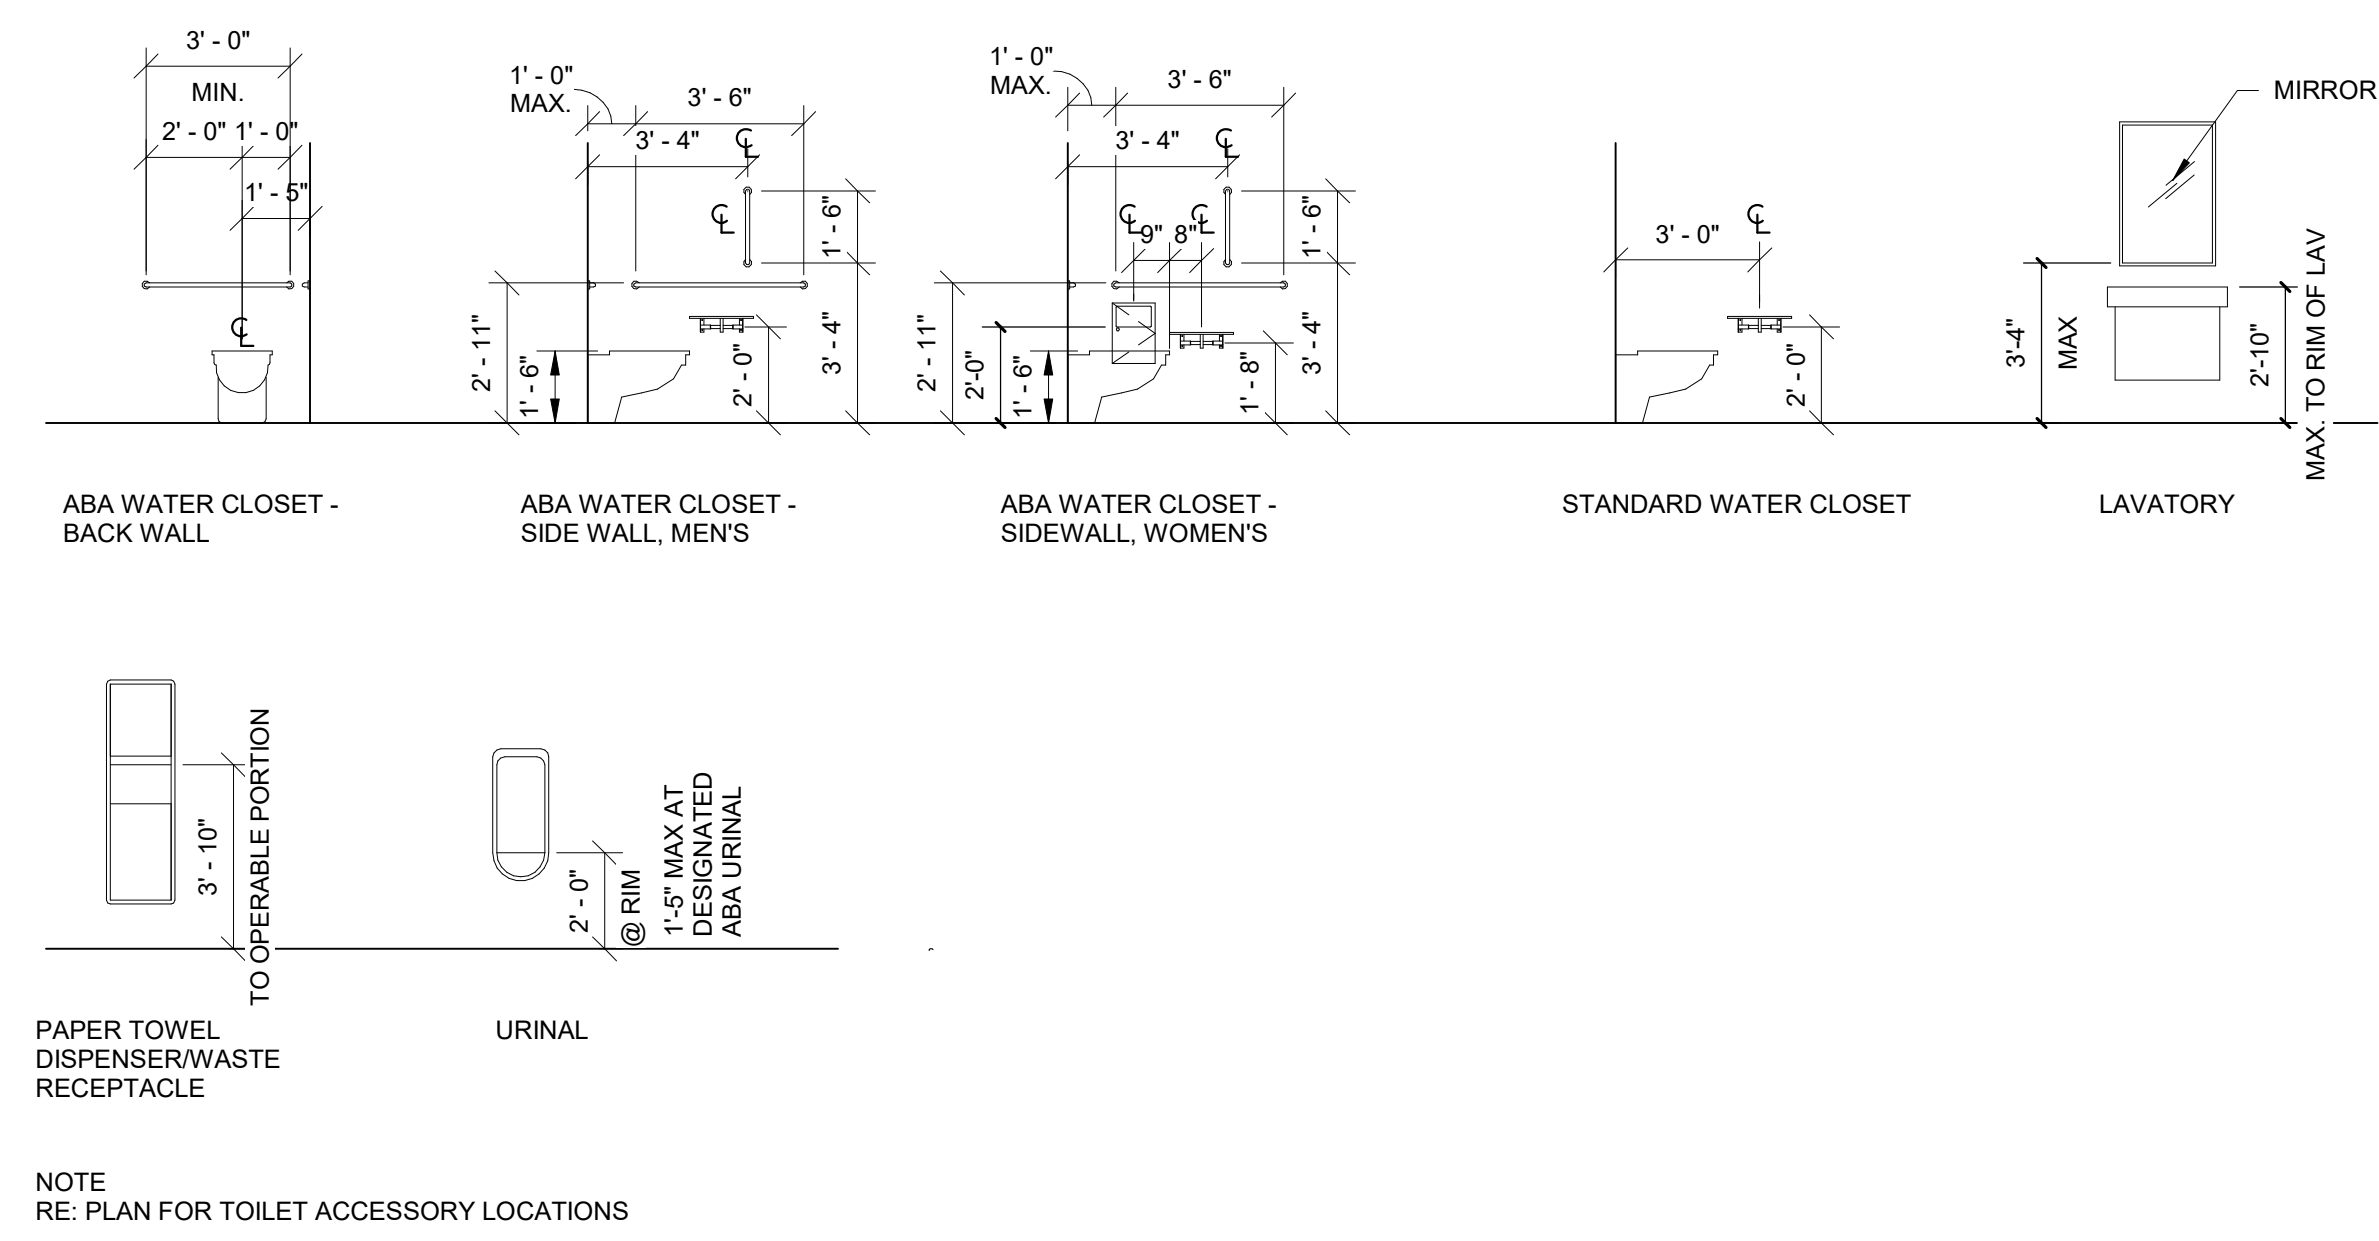 3' - 0"
MIN.
2' - 0" 1' - 0"
1' - 5"
℄
ABA WATER CLOSET -
BACK WALL
1' - 0"
MAX.
3' - 6"
3' - 4"
℄
℄
1' - 6"
2' - 11"
1' - 6"
2' - 0"
3' - 4"
ABA WATER CLOSET -
SIDE WALL, MEN'S
1' - 0"
MAX.
3' - 6"
3' - 4"
℄
℄
℄
9" 8"
1' - 6"
2' - 11"
2'-0"
1' - 6"
1' - 8"
3' - 4"
ABA WATER CLOSET -
SIDEWALL, WOMEN'S
3' - 0"
℄
2' - 0"
STANDARD WATER CLOSET
MIRROR
3'-4"
MAX
2'-10"
MAX. TO RIM OF LAV
LAVATORY
3' - 10"
TO OPERABLE PORTION
PAPER TOWEL
DISPENSER/WASTE
RECEPTACLE
2' - 0"
@ RIM
1'-5" MAX AT
DESIGNATED
ABA URINAL
URINAL
NOTE
RE: PLAN FOR TOILET ACCESSORY LOCATIONS